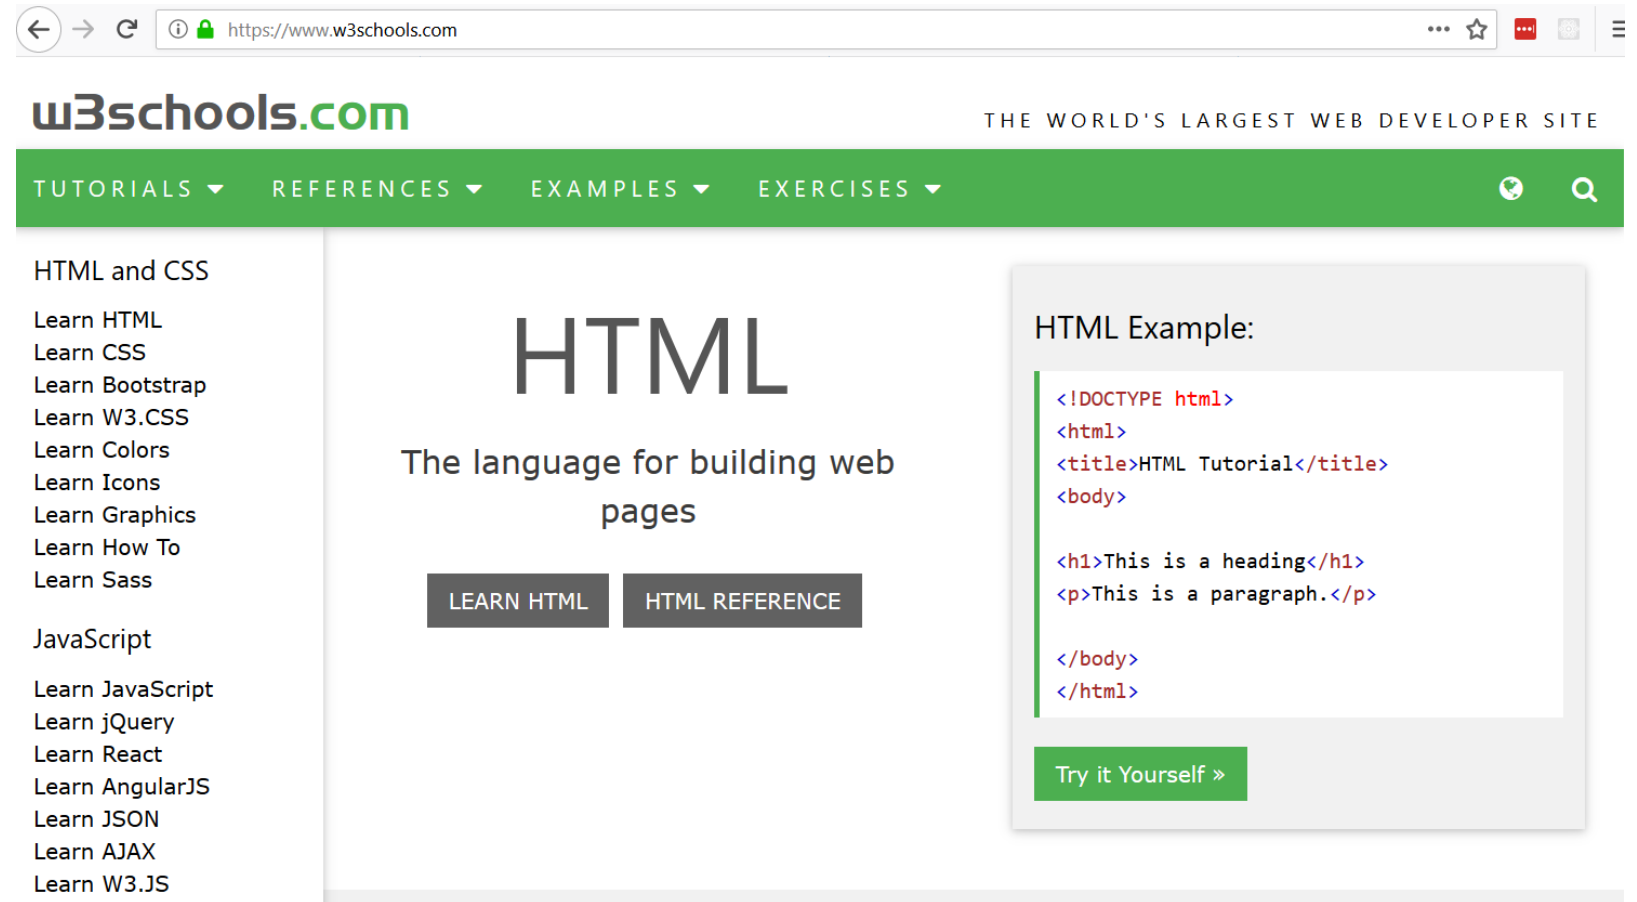 https://www.w3schools.com
w3schools.com
THE WORLD'S LARGEST WEB DEVELOPER SITE
TUTORIALS REFERENCES EXAMPLES EXERCISES
HTML and CSS
Learn HTML
Learn CSS
Learn Bootstrap
Learn W3.CSS
Learn Colors
Learn Icons
Learn Graphics
Learn How To
Learn Sass
JavaScript
Learn JavaScript
Learn jQuery
Learn React
Learn AngularJS
Learn JSON
Learn AJAX
Learn W3.JS
HTML
The language for building web
pages
LEARN HTML HTML REFERENCE
HTML Example:
<!DOCTYPE html>
<html>
<title>HTML Tutorial</title>
<body>
<h1>This is a heading</h1>
<p>This is a paragraph.</p>
</body>
</html>
Try it Yourself »